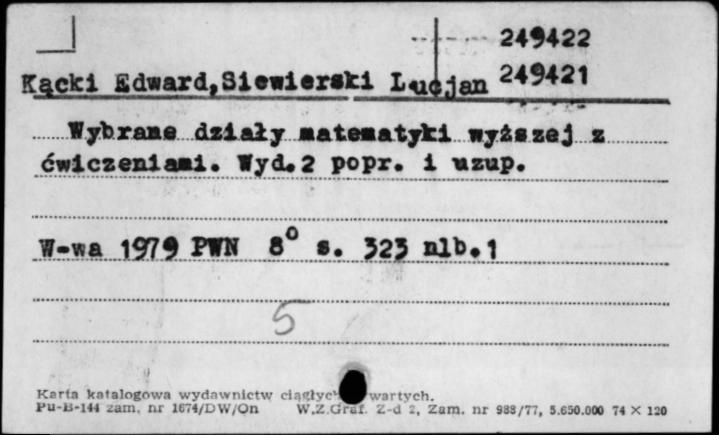 249422
Kącki Edward,Siewierski Lucjan 249421
Wybrane działy matematyki wyższej z
ćwiczeniami. Wyd.2 popr. i uzup.
W-wa 1979 PWN 8° s. 323 nlb.1
5
Karta katalogowa wydawnictw
Pu-B-144 zam. nr 1674/DW/On W.Z.Graf. Z-d 2, Zam. nr 988/77, 5.650.000 74 X 120